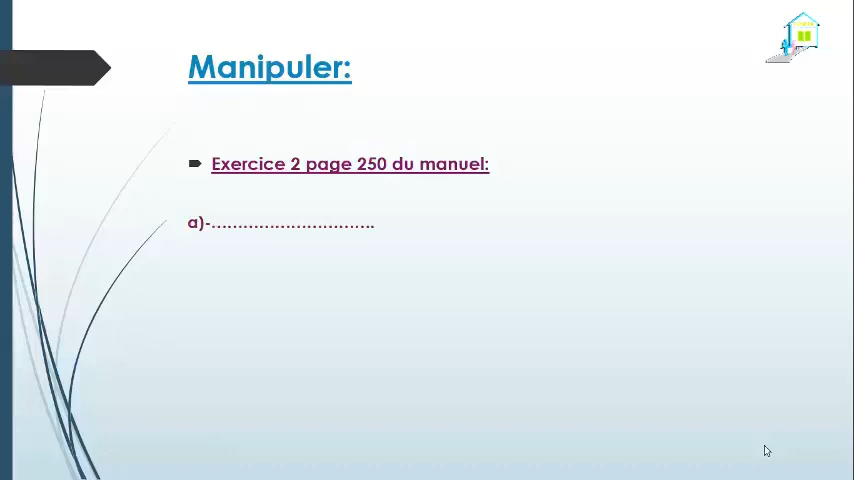 Manipuler:
Exercice 2 page 250 du manuel:
a)-…………………………..